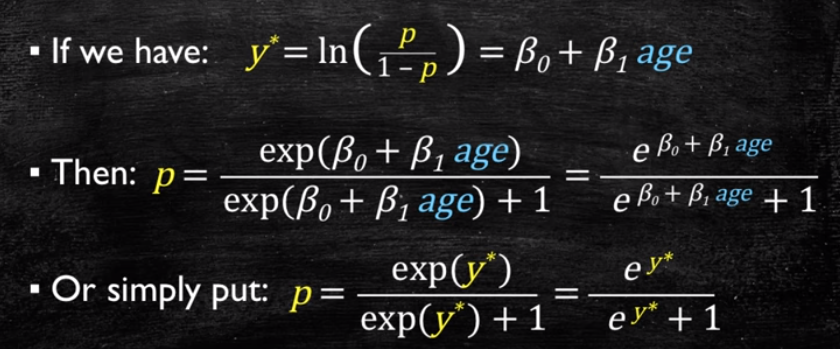 ▪ If we have: y* = ln(p / 1 − p) = β₀ + β₁ age
▪ Then: p = exp(β₀ + β₁ age) / exp(β₀ + β₁ age) + 1 = e^(β₀ + β₁ age) / e^(β₀ + β₁ age) + 1
▪ Or simply put: p = exp(y*) / exp(y*) + 1 = e^y* / e^y* + 1